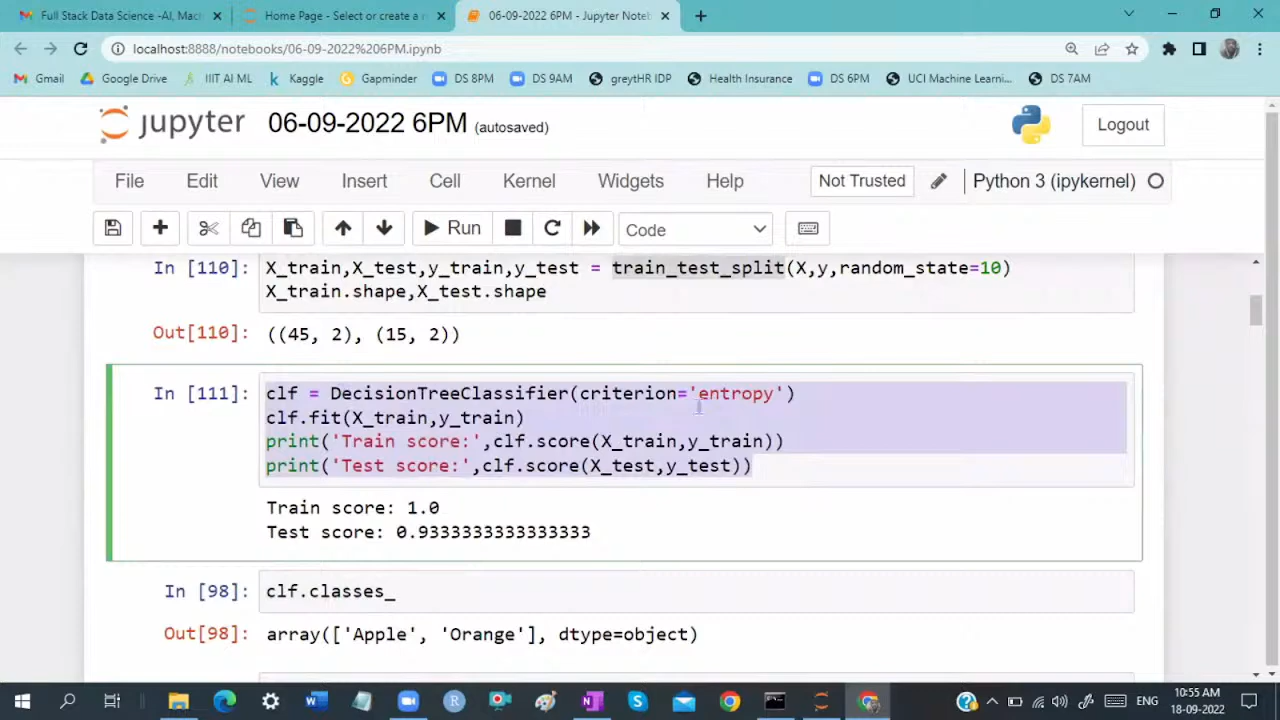 Full Stack Data Science -AI, Mac
Home Page - Select or create a n
06-09-2022 6PM - Jupyter Noteb
localhost:8888/notebooks/06-09-2022%206PM.ipynb
Gmail Google Drive IIIT AI ML Kaggle Gapminder DS 8PM DS 9AM greytHR IDP Health Insurance DS 6PM UCI Machine Learni... DS 7AM
jupyter 06-09-2022 6PM (autosaved)
Logout
File Edit View Insert Cell Kernel Widgets Help Not Trusted Python 3 (ipykernel)
Run Code
In [110]: X_train,X_test,y_train,y_test = train_test_split(X,y,random_state=10)
X_train.shape,X_test.shape
Out[110]: ((45, 2), (15, 2))
In [111]: clf = DecisionTreeClassifier(criterion='entropy')
clf.fit(X_train,y_train)
print('Train score:',clf.score(X_train,y_train))
print('Test score:',clf.score(X_test,y_test))
Train score: 1.0
Test score: 0.9333333333333333
In [98]: clf.classes_
Out[98]: array(['Apple', 'Orange'], dtype=object)
ENG
10:55 AM
18-09-2022